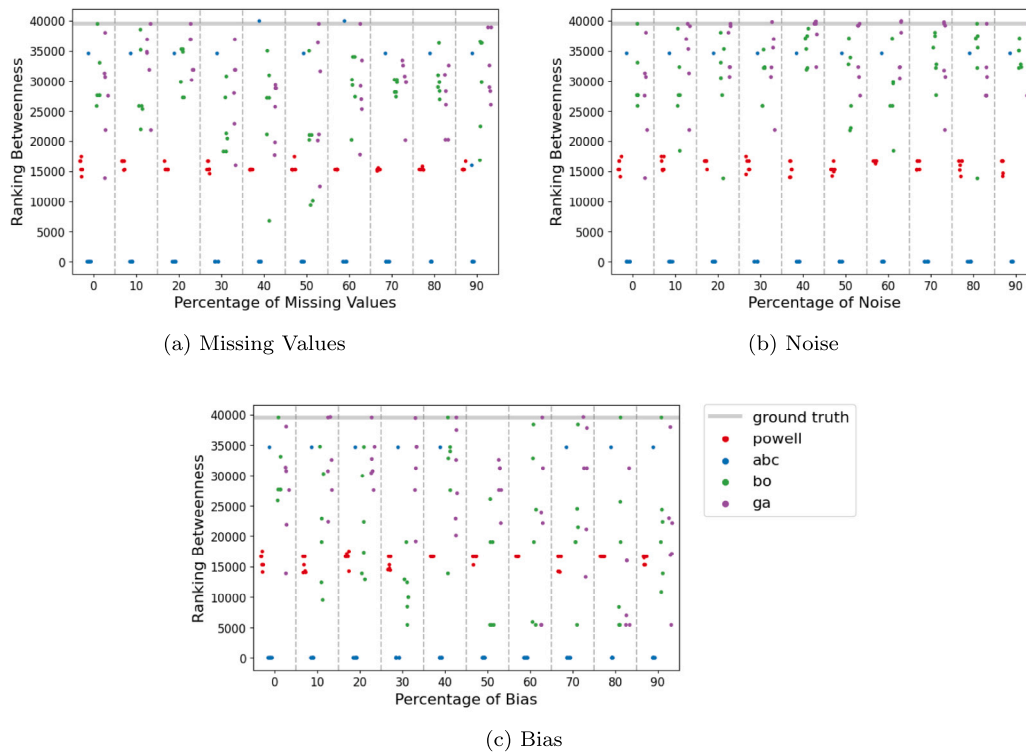 40000
35000
30000
25000
20000
15000
10000
5000
0
Ranking Betweenness
0 10 20 30 40 50 60 70 80 90
Percentage of Missing Values
(a) Missing Values
40000
35000
30000
25000
20000
15000
10000
5000
0
Ranking Betweenness
0 10 20 30 40 50 60 70 80 90
Percentage of Noise
(b) Noise
40000
35000
30000
25000
20000
15000
10000
5000
0
Ranking Betweenness
0 10 20 30 40 50 60 70 80 90
Percentage of Bias
(c) Bias
ground truth
powell
abc
bo
ga